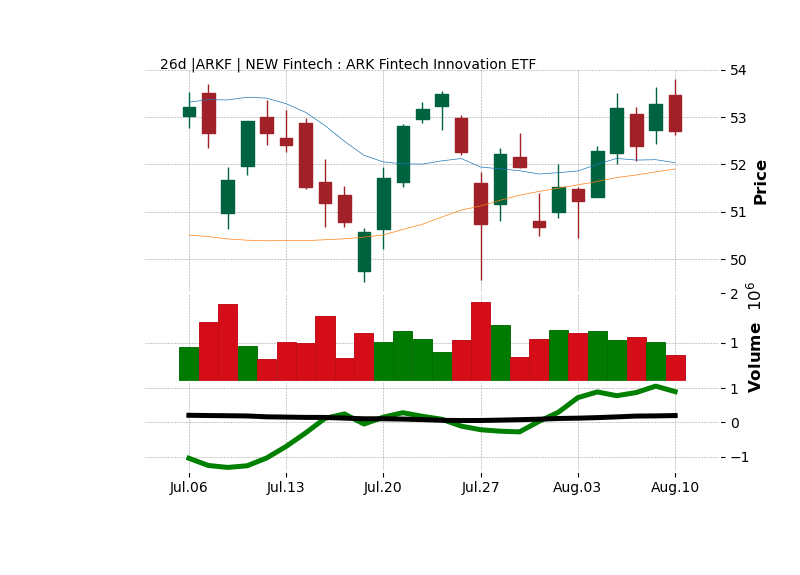 26d |ARKF | NEW Fintech : ARK Fintech Innovation ETF
54
53
52
51
50
Price
2
1
Volume 10^6
1
0
−1
Jul.06 Jul.13 Jul.20 Jul.27 Aug.03 Aug.10